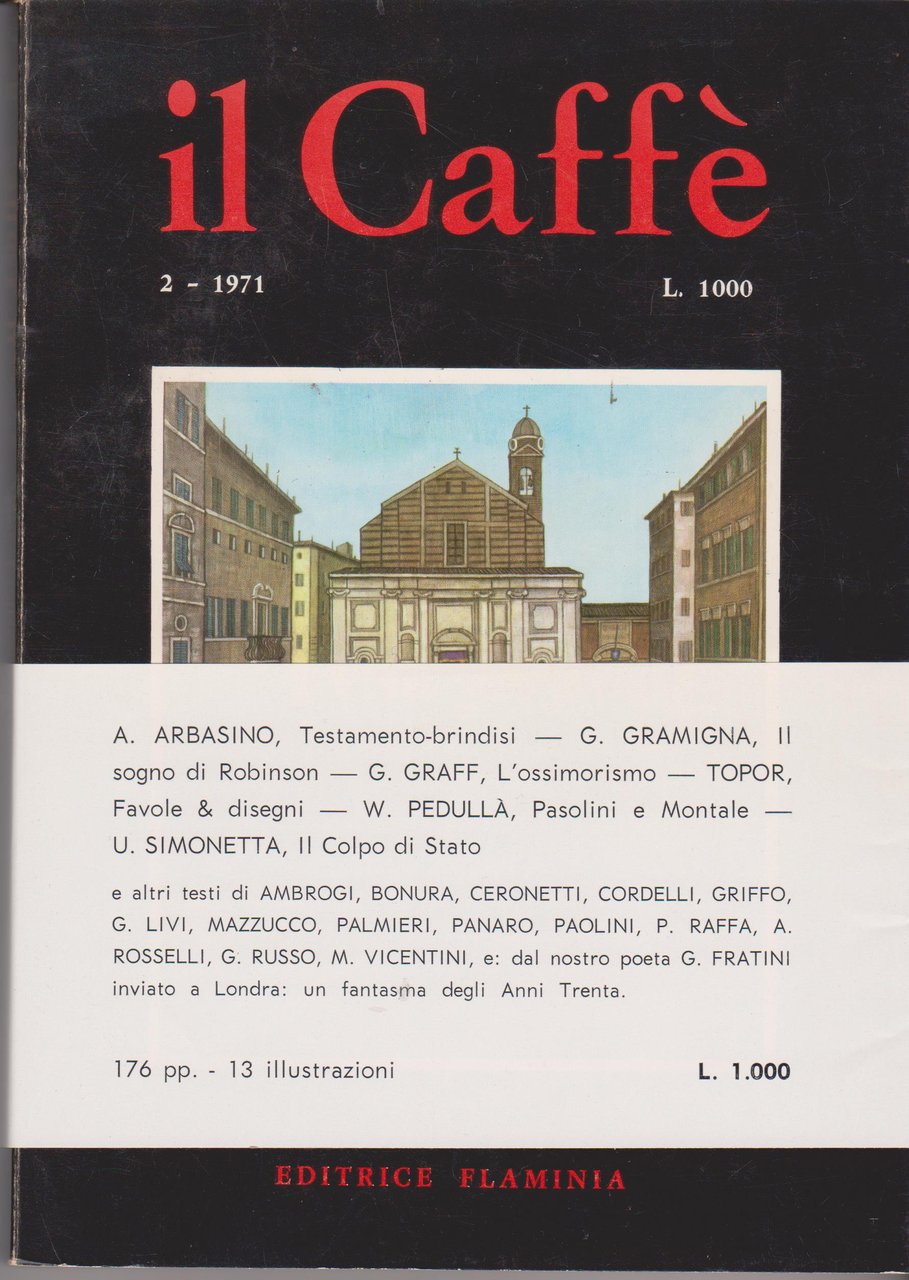 il Caffè
2 - 1971
L. 1000
A. ARBASINO, Testamento-brindisi — G. GRAMIGNA, Il
sogno di Robinson — G. GRAFF, L'ossimorismo — TOPOR,
Favole & disegni — W. PEDULLÀ, Pasolini e Montale —
U. SIMONETTA, Il Colpo di Stato
e altri testi di AMBROGI, BONURA, CERONETTI, CORDELLI, GRIFFO,
G. LIVI, MAZZUCCO, PALMIERI, PANARO, PAOLINI, P. RAFFA, A.
ROSSELLI, G. RUSSO, M. VICENTINI, e: dal nostro poeta G. FRATINI
inviato a Londra: un fantasma degli Anni Trenta.
176 pp. - 13 illustrazioni
L. 1.000
EDITRICE FLAMINIA